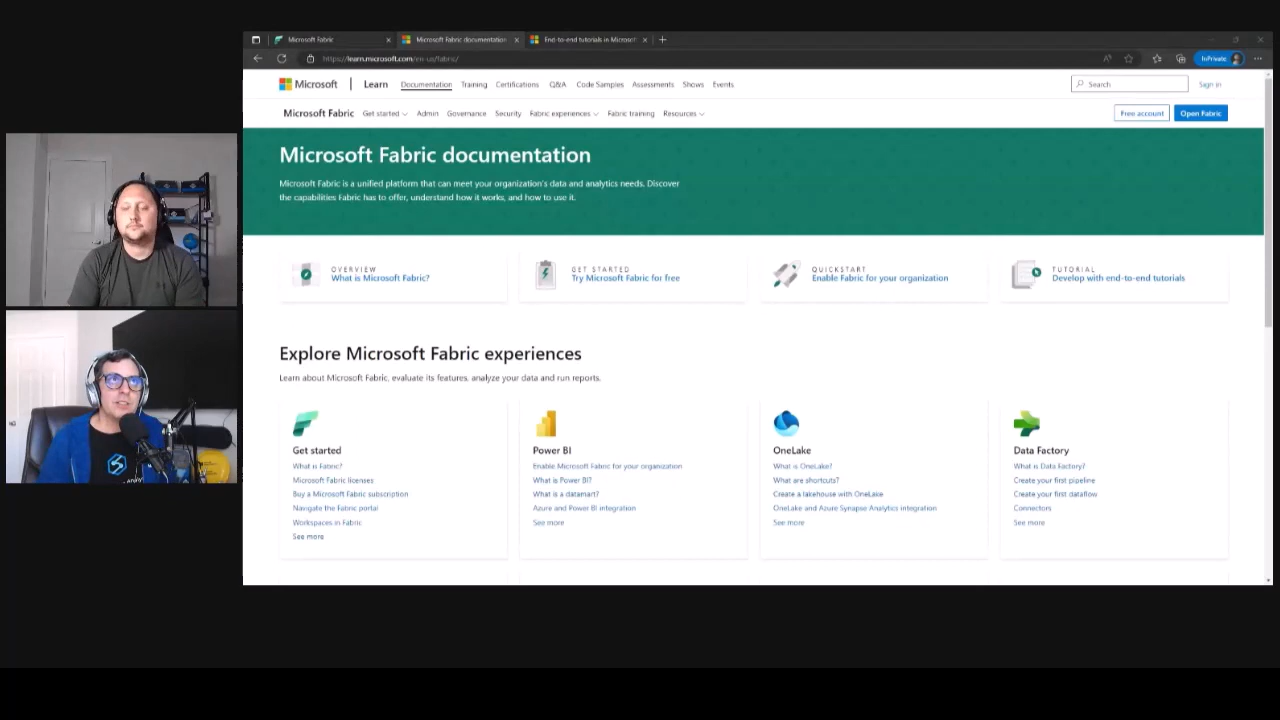 Microsoft Fabric
Microsoft Fabric documentation
End-to-end tutorials in Microsof
https://learn.microsoft.com/en-us/fabric/
InPrivate
Microsoft | Learn Documentation Training Certifications Q&A Code Samples Assessments Shows Events
Search
Sign in
Microsoft Fabric Get started Admin Governance Security Fabric experiences Fabric training Resources
Free account
Open Fabric
Microsoft Fabric documentation
Microsoft Fabric is a unified platform that can meet your organization's data and analytics needs. Discover
the capabilities Fabric has to offer, understand how it works, and how to use it.
OVERVIEW
What is Microsoft Fabric?
GET STARTED
Try Microsoft Fabric for free
QUICKSTART
Enable Fabric for your organization
TUTORIAL
Develop with end-to-end tutorials
Explore Microsoft Fabric experiences
Learn about Microsoft Fabric, evaluate its features, analyze your data and run reports.
Get started
What is Fabric?
Microsoft Fabric licenses
Buy a Microsoft Fabric subscription
Navigate the Fabric portal
Workspaces in Fabric
See more
Power BI
Enable Microsoft Fabric for your organization
What is Power BI?
What is a datamart?
Azure and Power BI integration
See more
OneLake
What is OneLake?
What are shortcuts?
Create a lakehouse with OneLake
OneLake and Azure Synapse Analytics integration
See more
Data Factory
What is Data Factory?
Create your first pipeline
Create your first dataflow
Connectors
See more